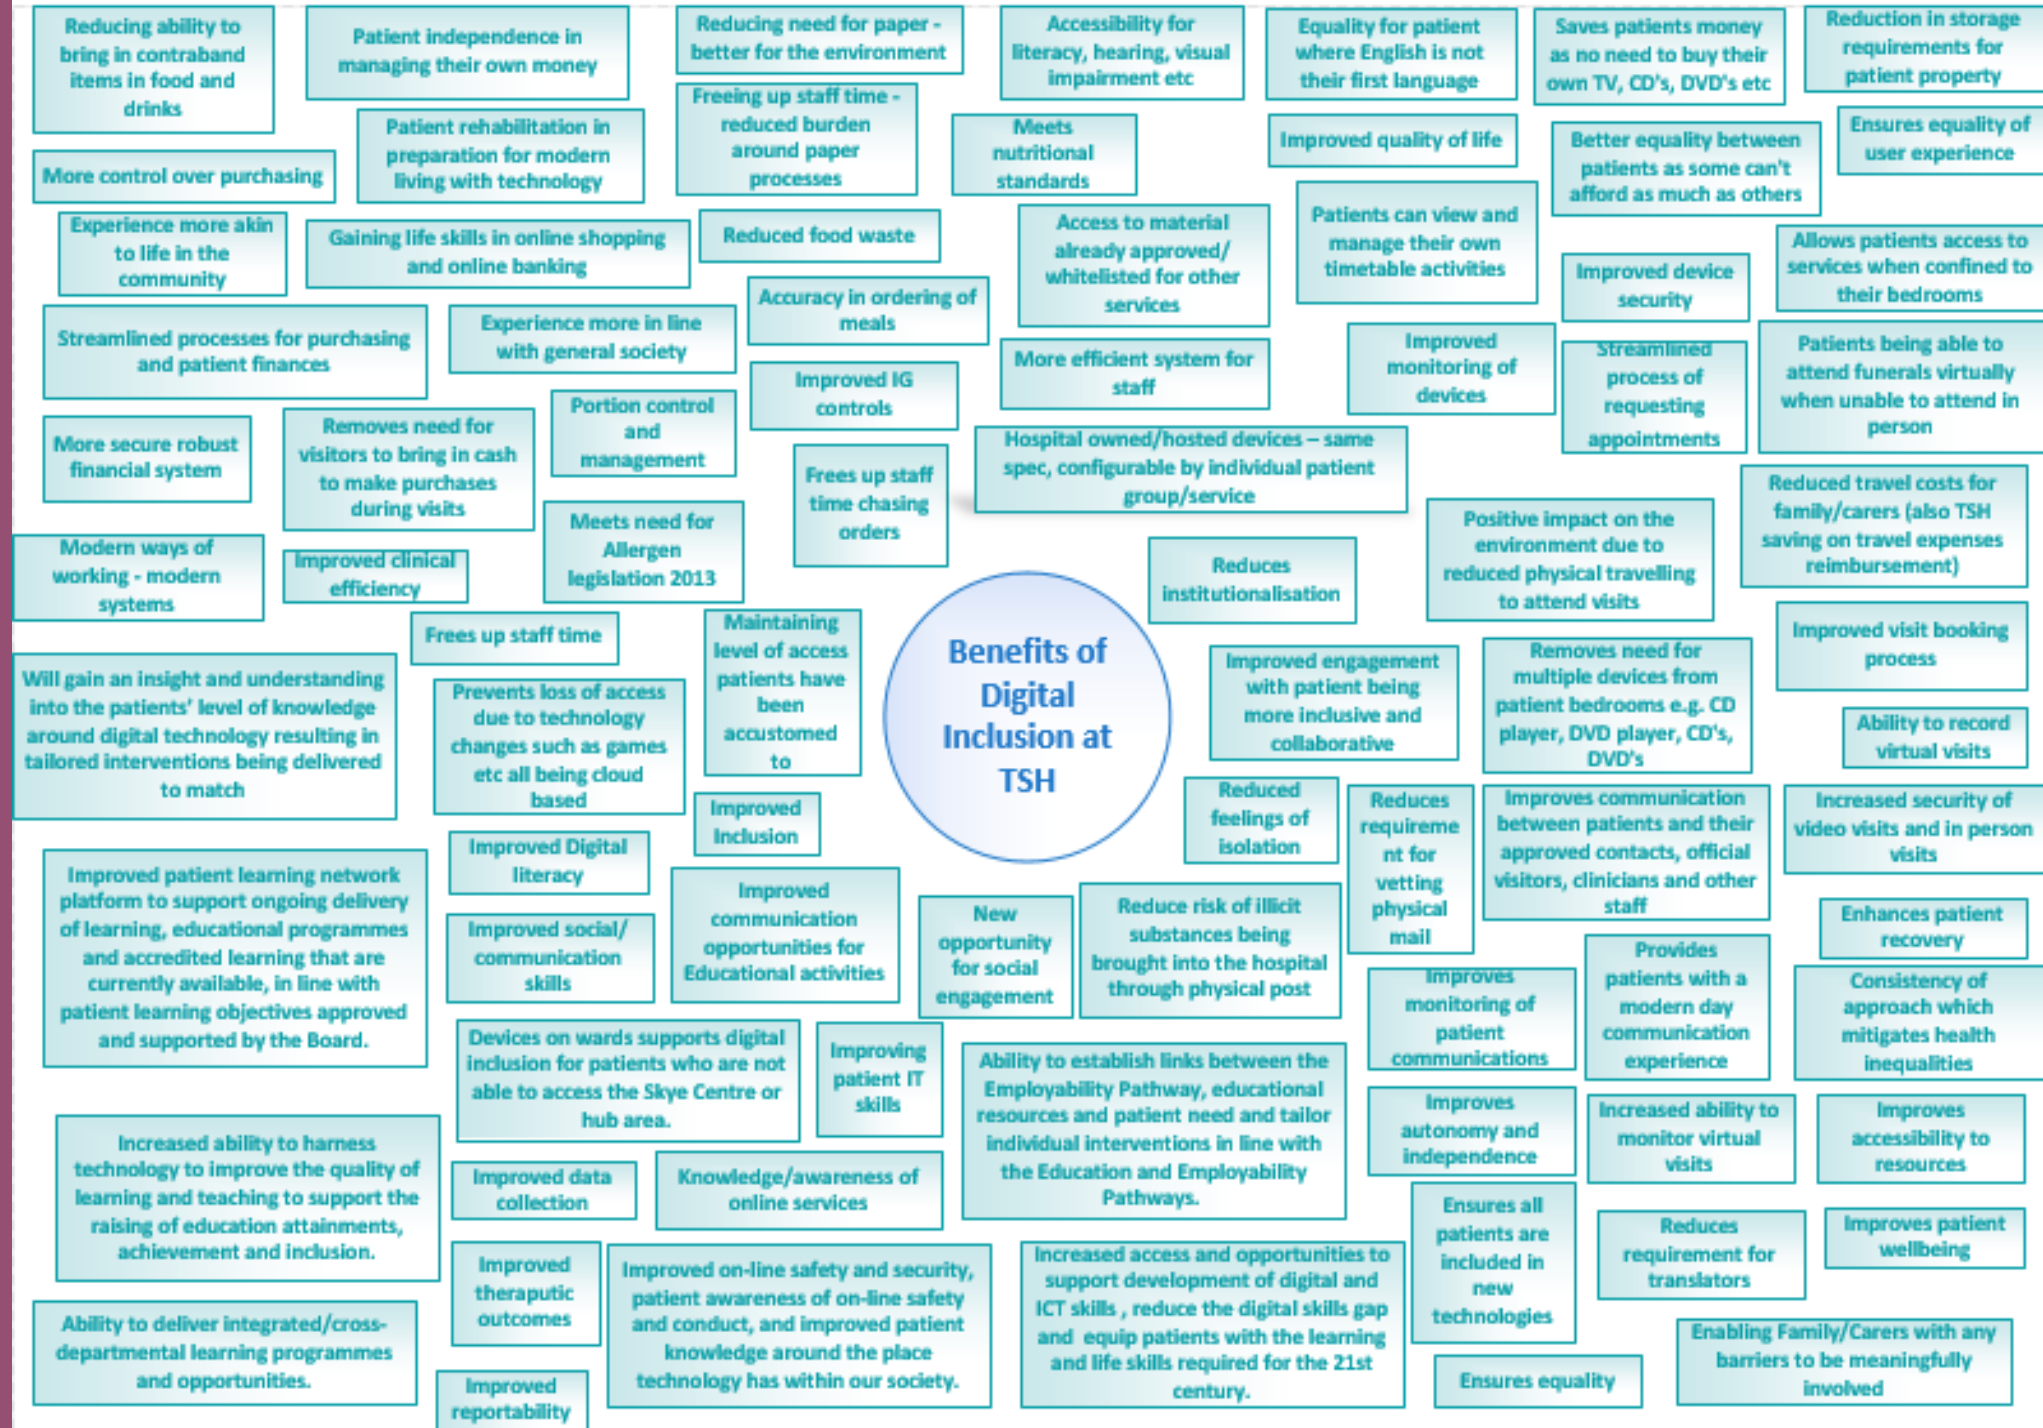 Reducing ability to
bring in contraband
items in food and
drinks
Patient independence in
managing their own money
Reducing need for paper -
better for the environment
Accessibility for
literacy, hearing, visual
impairment etc
Equality for patient
where English is not
their first language
Saves patients money
as no need to buy their
own TV, CD's, DVD's etc
Reduction in storage
requirements for
patient property
Freeing up staff time -
reduced burden
around paper
processes
Patient rehabilitation in
preparation for modern
living with technology
Meets
nutritional
standards
Improved quality of life
Better equality between
patients as some can't
afford as much as others
Ensures equality of
user experience
More control over purchasing
Experience more akin
to life in the
community
Gaining life skills in online shopping
and online banking
Reduced food waste
Access to material
already approved/
whitelisted for other
services
Patients can view and
manage their own
timetable activities
Improved device
security
Allows patients access to
services when confined to
their bedrooms
Streamlined processes for purchasing
and patient finances
Experience more in line
with general society
Accuracy in ordering of
meals
More efficient system for
staff
Improved
monitoring of
devices
Streamlined
process of
requesting
appointments
Patients being able to
attend funerals virtually
when unable to attend in
person
Improved IG
controls
Portion control
and
management
More secure robust
financial system
Removes need for
visitors to bring in cash
to make purchases
during visits
Frees up staff
time chasing
orders
Hospital owned/hosted devices – same
spec, configurable by individual patient
group/service
Reduced travel costs for
family/carers (also TSH
saving on travel expenses
reimbursement)
Meets need for
Allergen
legislation 2013
Positive impact on the
environment due to
reduced physical travelling
to attend visits
Modern ways of
working - modern
systems
Improved clinical
efficiency
Reduces
institutionalisation
Frees up staff time
Maintaining
level of access
patients have
been
accustomed
to
Benefits of
Digital
Inclusion at
TSH
Improved engagement
with patient being
more inclusive and
collaborative
Removes need for
multiple devices from
patient bedrooms e.g. CD
player, DVD player, CD's,
DVD's
Improved visit booking
process
Will gain an insight and understanding
into the patients' level of knowledge
around digital technology resulting in
tailored interventions being delivered
to match
Prevents loss of access
due to technology
changes such as games
etc all being cloud
based
Ability to record
virtual visits
Improved
Inclusion
Reduced
feelings of
isolation
Reduces
requireme
nt for
vetting
physical
mail
Improves communication
between patients and their
approved contacts, official
visitors, clinicians and other
staff
Increased security of
video visits and in person
visits
Improved Digital
literacy
Improved patient learning network
platform to support ongoing delivery
of learning, educational programmes
and accredited learning that are
currently available, in line with
patient learning objectives approved
and supported by the Board.
Improved social/
communication
skills
Improved
communication
opportunities for
Educational activities
New
opportunity
for social
engagement
Reduce risk of illicit
substances being
brought into the hospital
through physical post
Enhances patient
recovery
Improves
monitoring of
patient
communications
Provides
patients with a
modern day
communication
experience
Consistency of
approach which
mitigates health
inequalities
Devices on wards supports digital
inclusion for patients who are not
able to access the Skye Centre or
hub area.
Improving
patient IT
skills
Ability to establish links between the
Employability Pathway, educational
resources and patient need and tailor
individual interventions in line with
the Education and Employability
Pathways.
Improves
autonomy and
independence
Increased ability to
monitor virtual
visits
Improves
accessibility to
resources
Increased ability to harness
technology to improve the quality of
learning and teaching to support the
raising of education attainments,
achievement and inclusion.
Improved data
collection
Knowledge/awareness of
online services
Ensures all
patients are
included in
new
technologies
Reduces
requirement for
translators
Improves patient
wellbeing
Improved
theraputic
outcomes
Improved on-line safety and security,
patient awareness of on-line safety
and conduct, and improved patient
knowledge around the place
technology has within our society.
Increased access and opportunities to
support development of digital and
ICT skills , reduce the digital skills gap
and equip patients with the learning
and life skills required for the 21st
century.
Ability to deliver integrated/cross-
departmental learning programmes
and opportunities.
Ensures equality
Enabling Family/Carers with any
barriers to be meaningfully
involved
Improved
reportability